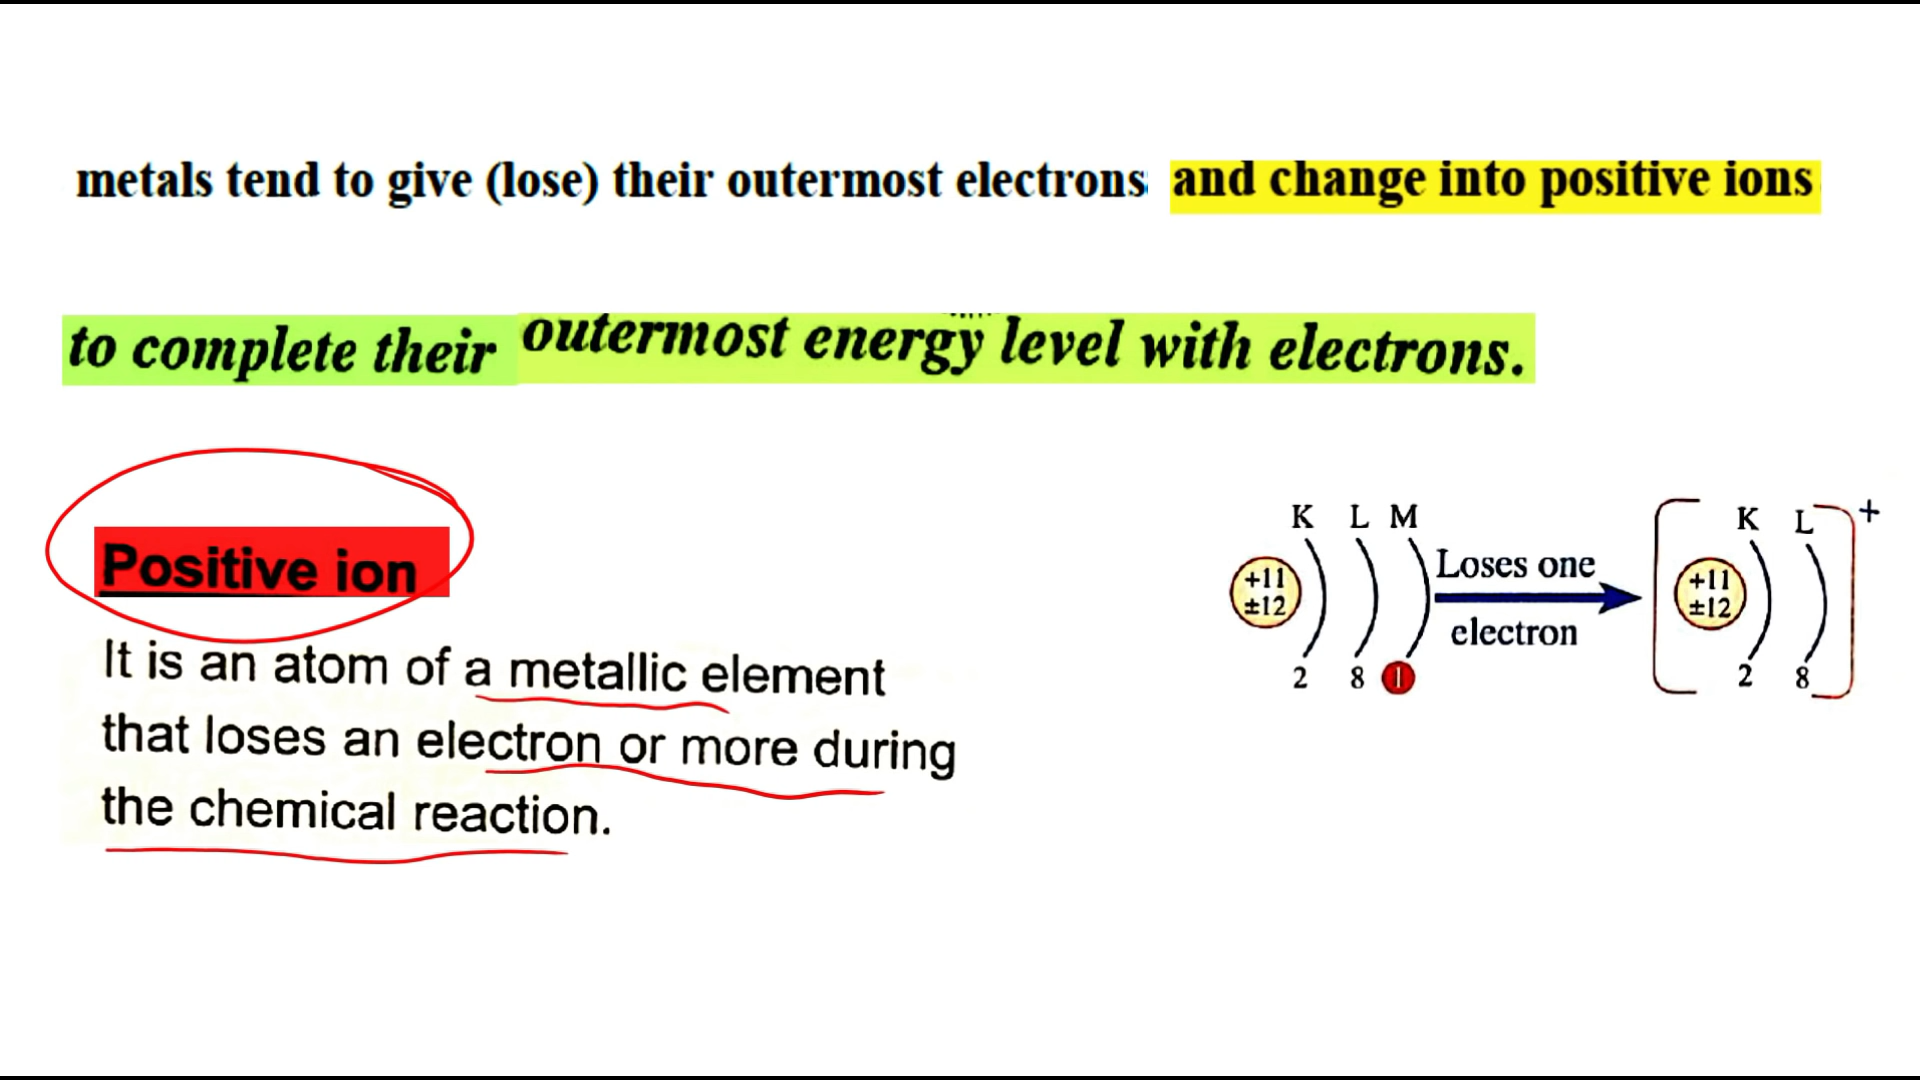 metals tend to give (lose) their outermost electrons and change into positive ions
to complete their outermost energy level with electrons.
Positive ion
It is an atom of a metallic element
that loses an electron or more during
the chemical reaction.
K L M
+11
±12
2 8 1
Loses one
electron
K L +
+11
±12
2 8